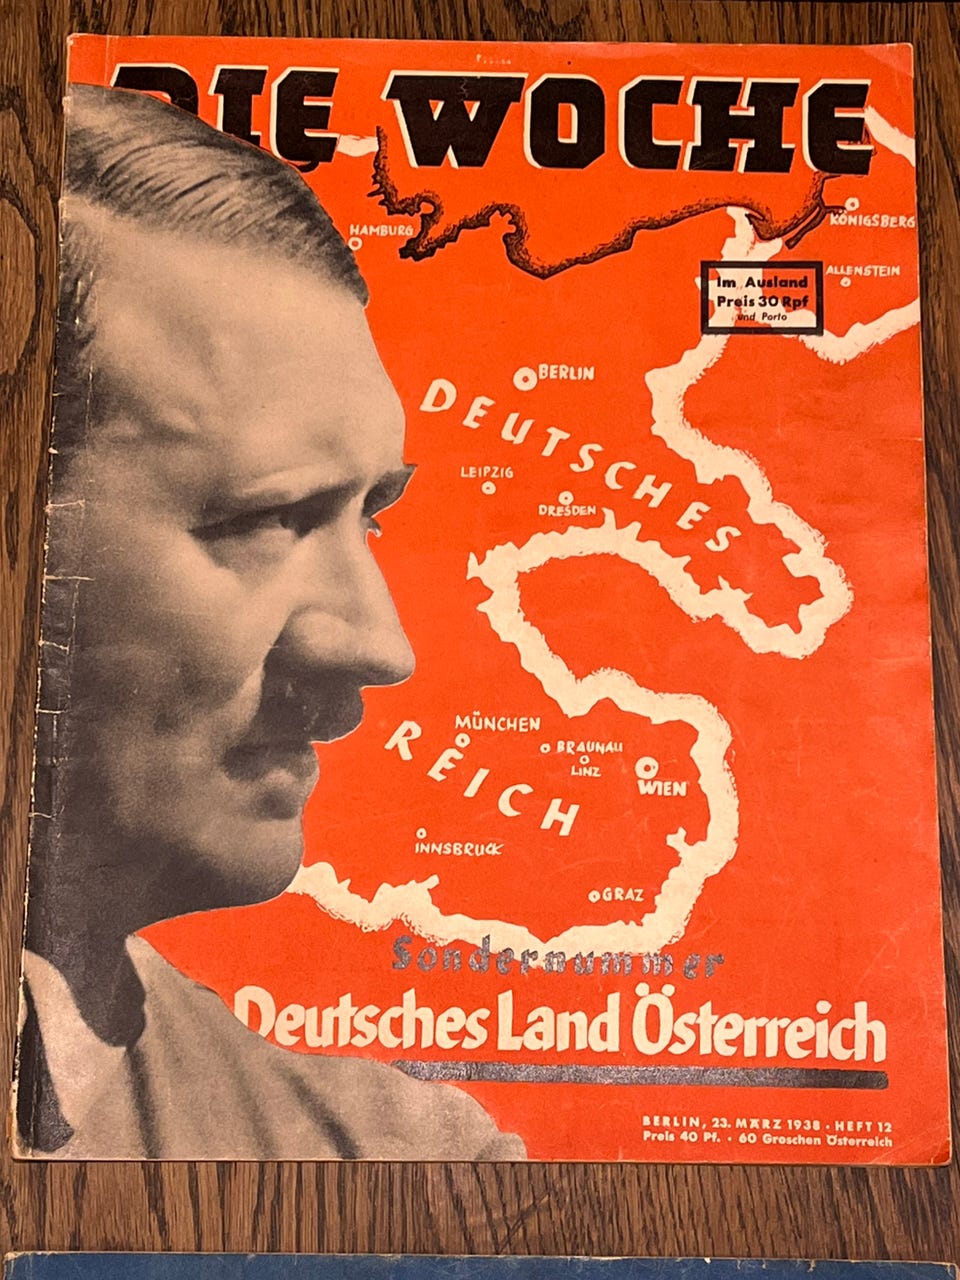 DIE WOCHE
HAMBURG
KÖNIGSBERG
ALLENSTEIN
Im Ausland
Preis 30 Rpf
und Porto
BERLIN
DEUTSCHES
LEIPZIG
DRESDEN
REICH
MÜNCHEN
BRAUNAU
LINZ
WIEN
INNSBRUCK
GRAZ
Sondernummer
Deutsches Land Österreich
BERLIN, 23. MÄRZ 1938 · HEFT 12
Preis 40 Pf. · 60 Groschen Österreich